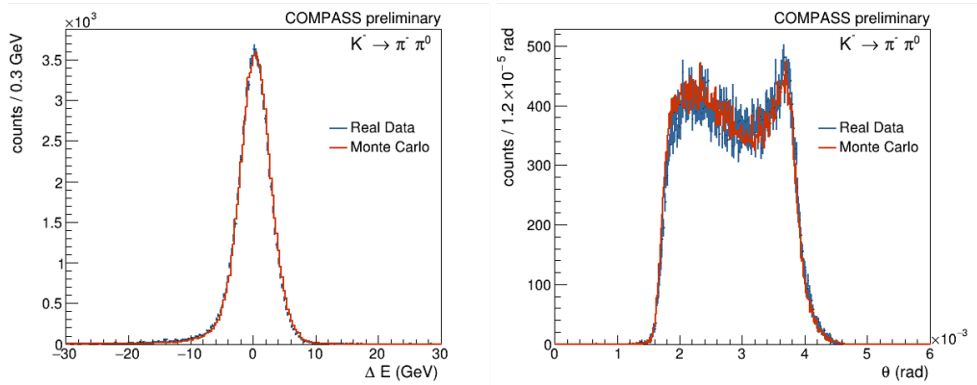 COMPASS preliminary
K⁻ → π⁻ π⁰
×10³
counts / 0.3 GeV
3.5
3
2.5
2
1.5
1
0.5
0
Real Data
Monte Carlo
−30 −20 −10 0 10 20 30
Δ E (GeV)
COMPASS preliminary
K⁻ → π⁻ π⁰
counts / 1.2 ×10⁻⁵ rad
500
400
300
200
100
0
Real Data
Monte Carlo
0 1 2 3 4 5 6
×10⁻³
θ (rad)